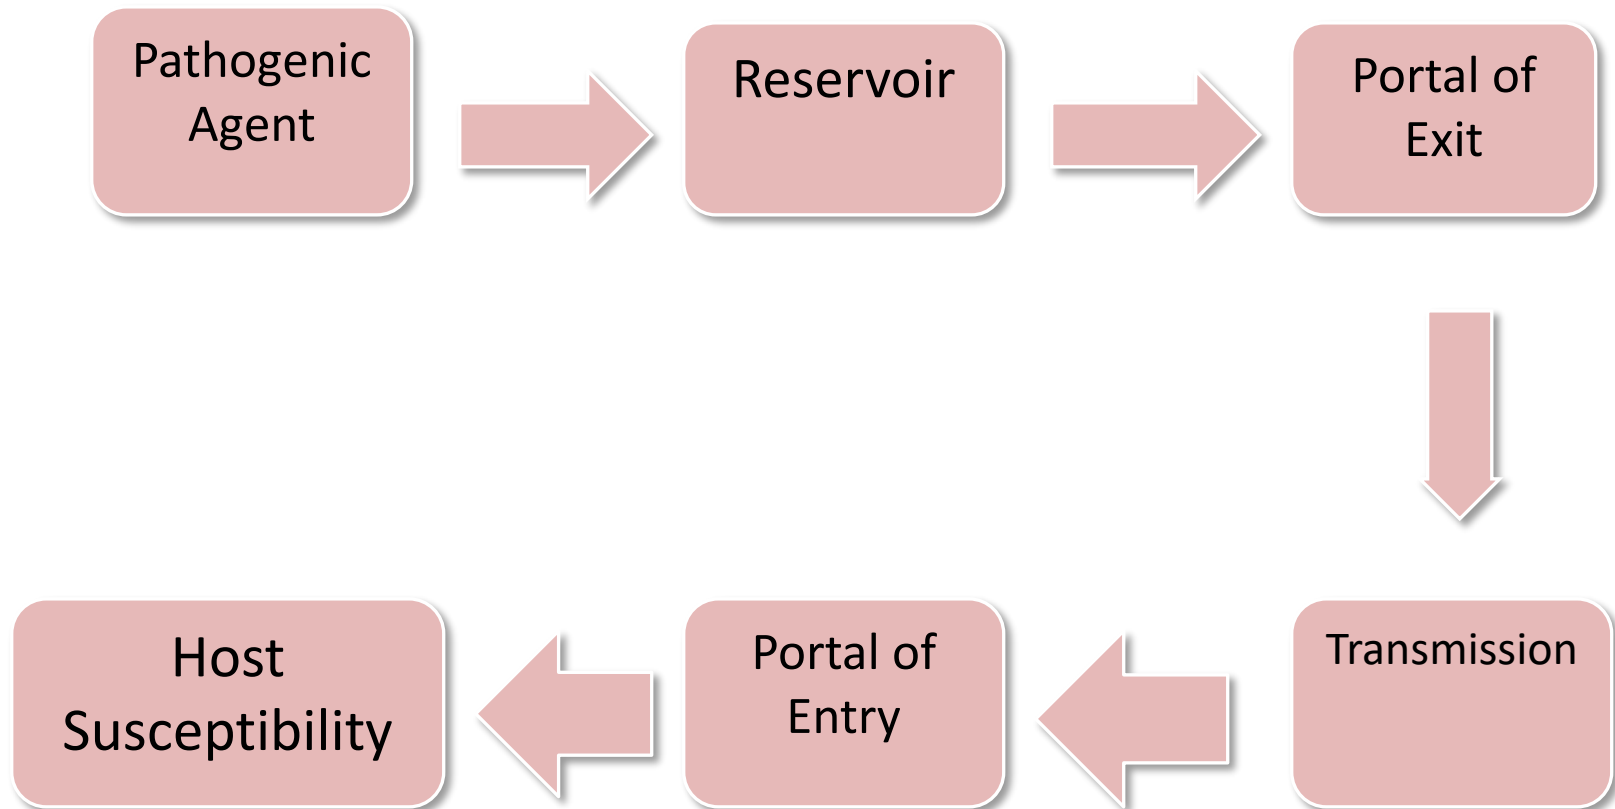 Pathogenic
Agent
Reservoir
Portal of
Exit
Host
Susceptibility
Portal of
Entry
Transmission